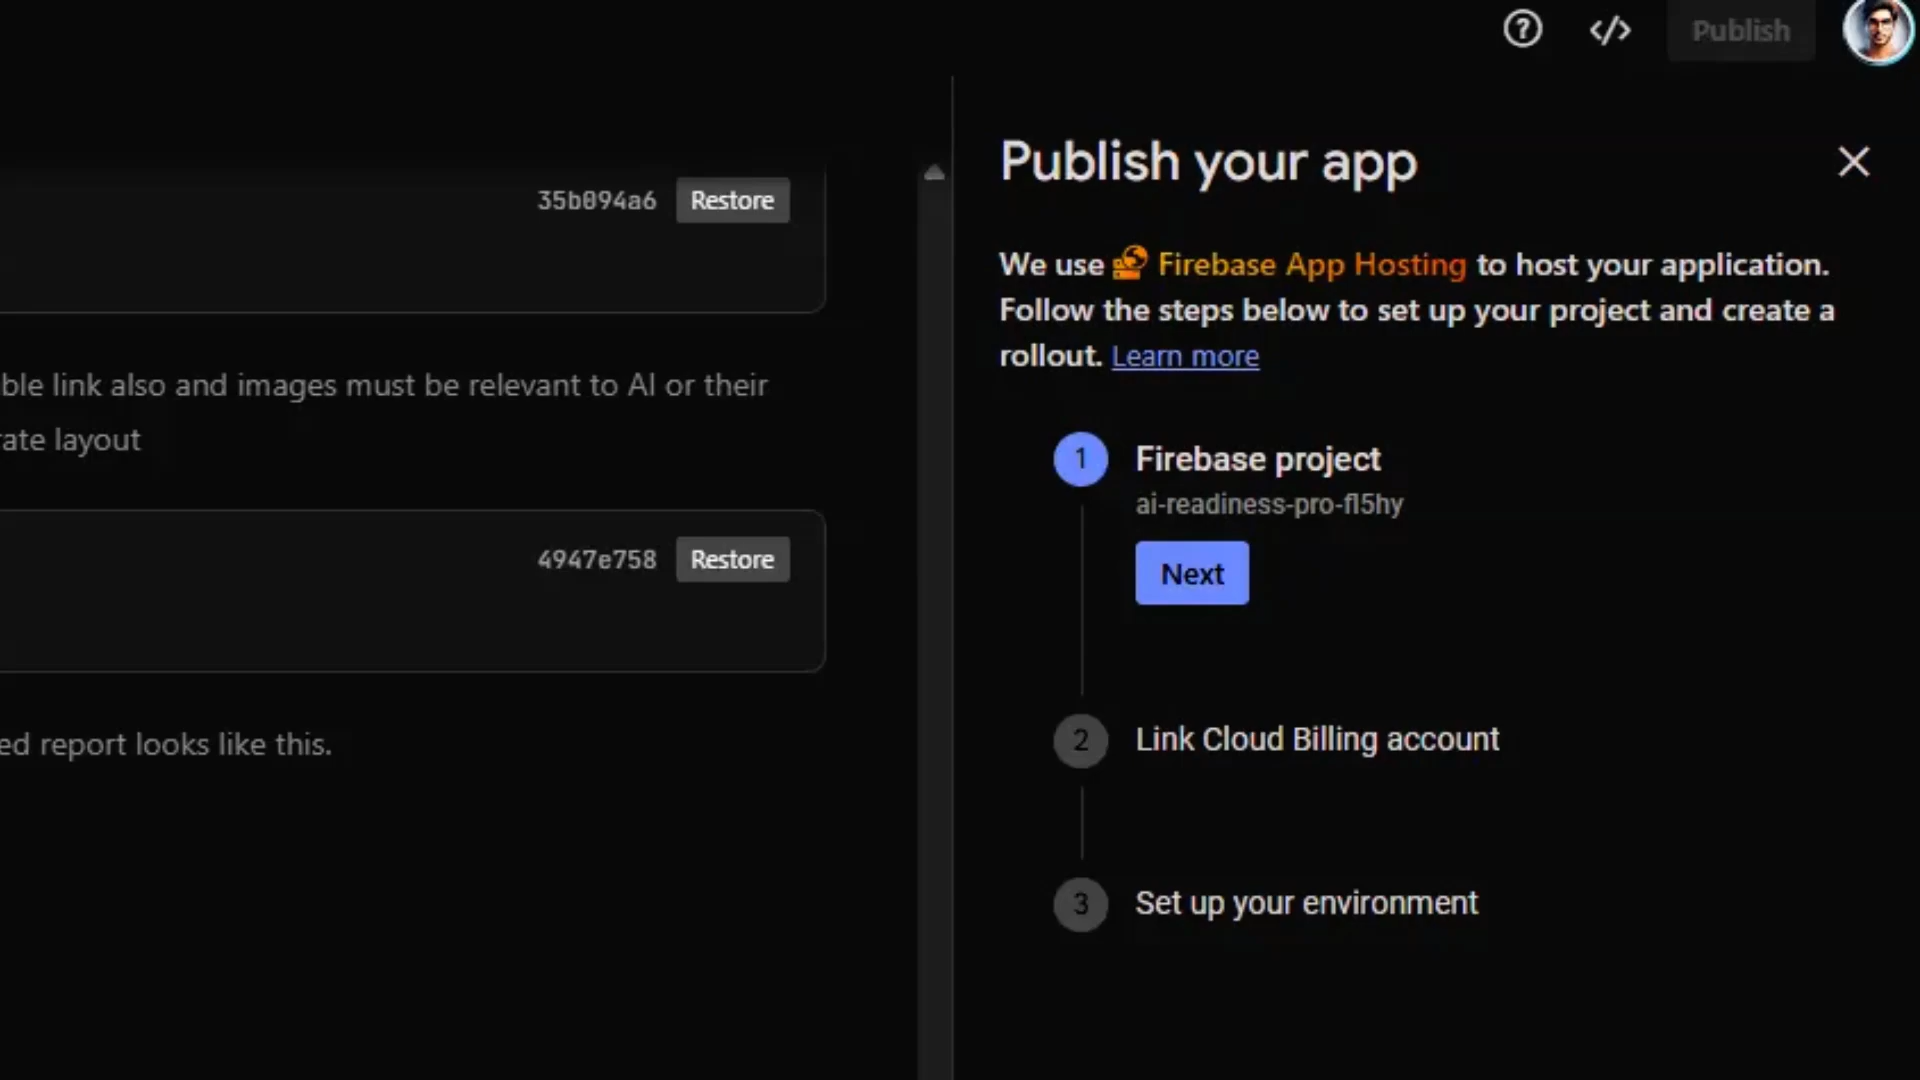 Publish
35b094a6 Restore
ble link also and images must be relevant to AI or their
rate layout
4947e758 Restore
ed report looks like this.
Publish your app
We use Firebase App Hosting to host your application.
Follow the steps below to set up your project and create a
rollout. Learn more
1 Firebase project
ai-readiness-pro-fl5hy
Next
2 Link Cloud Billing account
3 Set up your environment